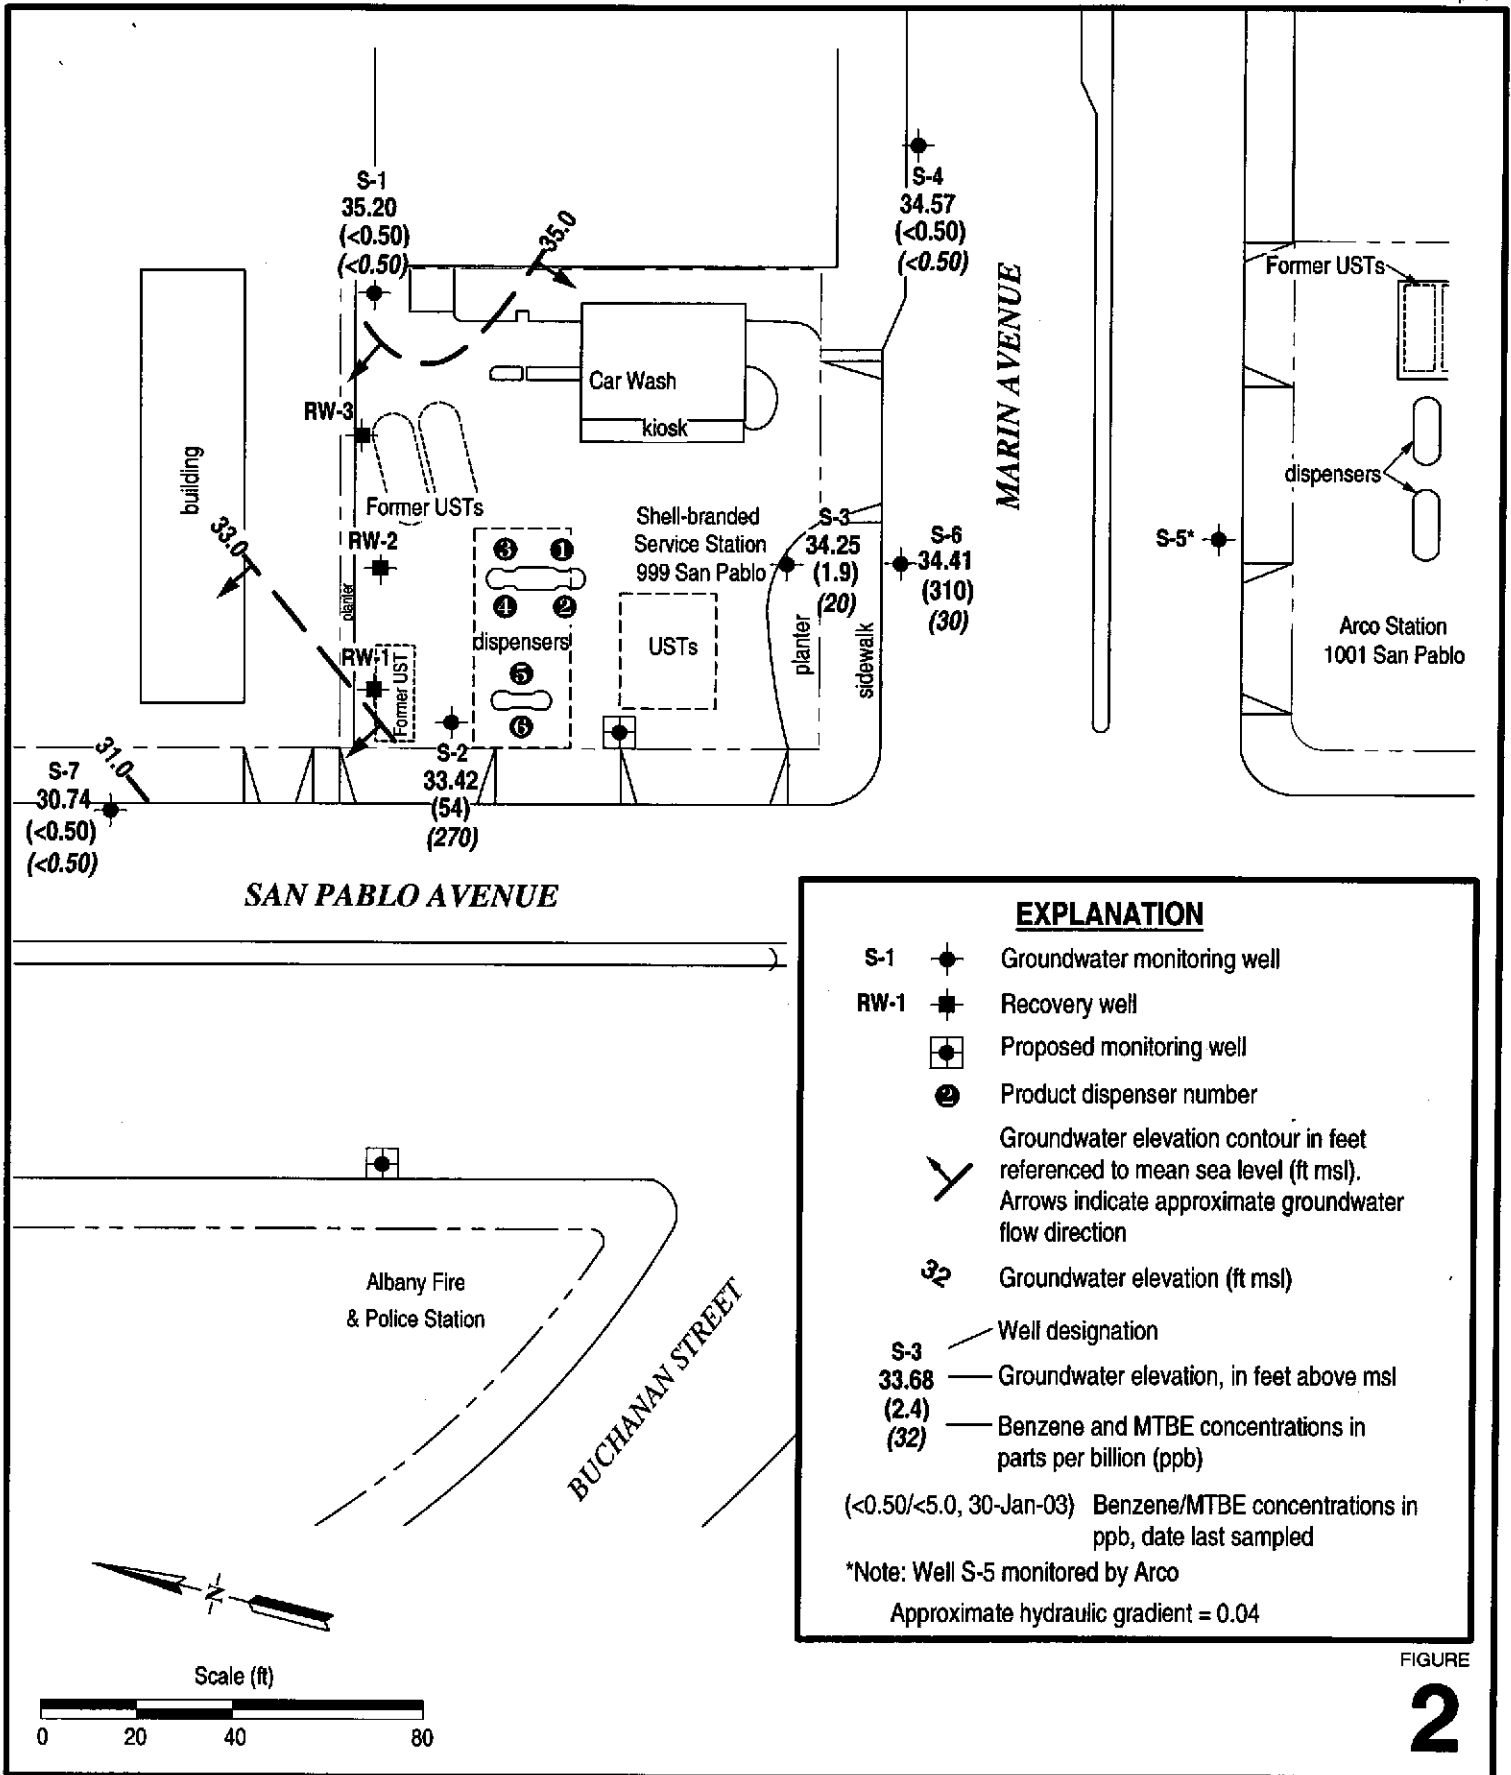 S-1
35.20
(<0.50)
(<0.50)
35.0
S-4
34.57
(<0.50)
(<0.50)
MARIN AVENUE
Former USTs
Car Wash
kiosk
RW-3
building
Former USTs
dispensers
33.0
RW-2
planter
3
1
4
2
dispensers
5
6
Shell-branded
Service Station
999 San Pablo
S-3
34.25
(1.9)
(20)
S-6
34.41
(310)
(30)
S-5*
USTs
planter
sidewalk
Arco Station
1001 San Pablo
RW-1
Former UST
S-2
33.42
(54)
(270)
31.0
S-7
30.74
(<0.50)
(<0.50)
SAN PABLO AVENUE
Albany Fire
& Police Station
BUCHANAN STREET
EXPLANATION
S-1 Groundwater monitoring well
RW-1 Recovery well
Proposed monitoring well
2 Product dispenser number
Groundwater elevation contour in feet
referenced to mean sea level (ft msl).
Arrows indicate approximate groundwater
flow direction
32 Groundwater elevation (ft msl)
Well designation
S-3
33.68 Groundwater elevation, in feet above msl
(2.4)
(32) Benzene and MTBE concentrations in
parts per billion (ppb)
(<0.50/<5.0, 30-Jan-03) Benzene/MTBE concentrations in
ppb, date last sampled
*Note: Well S-5 monitored by Arco
Approximate hydraulic gradient = 0.04
N
Scale (ft)
0 20 40 80
FIGURE
2